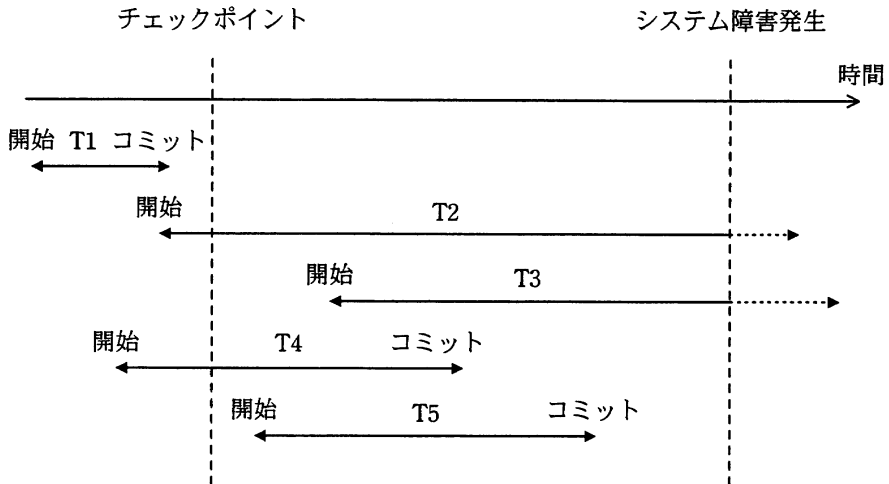 チェックポイント システム障害発生
時間
開始 T1 コミット
開始 T2
開始 T3
開始 T4 コミット
開始 T5 コミット